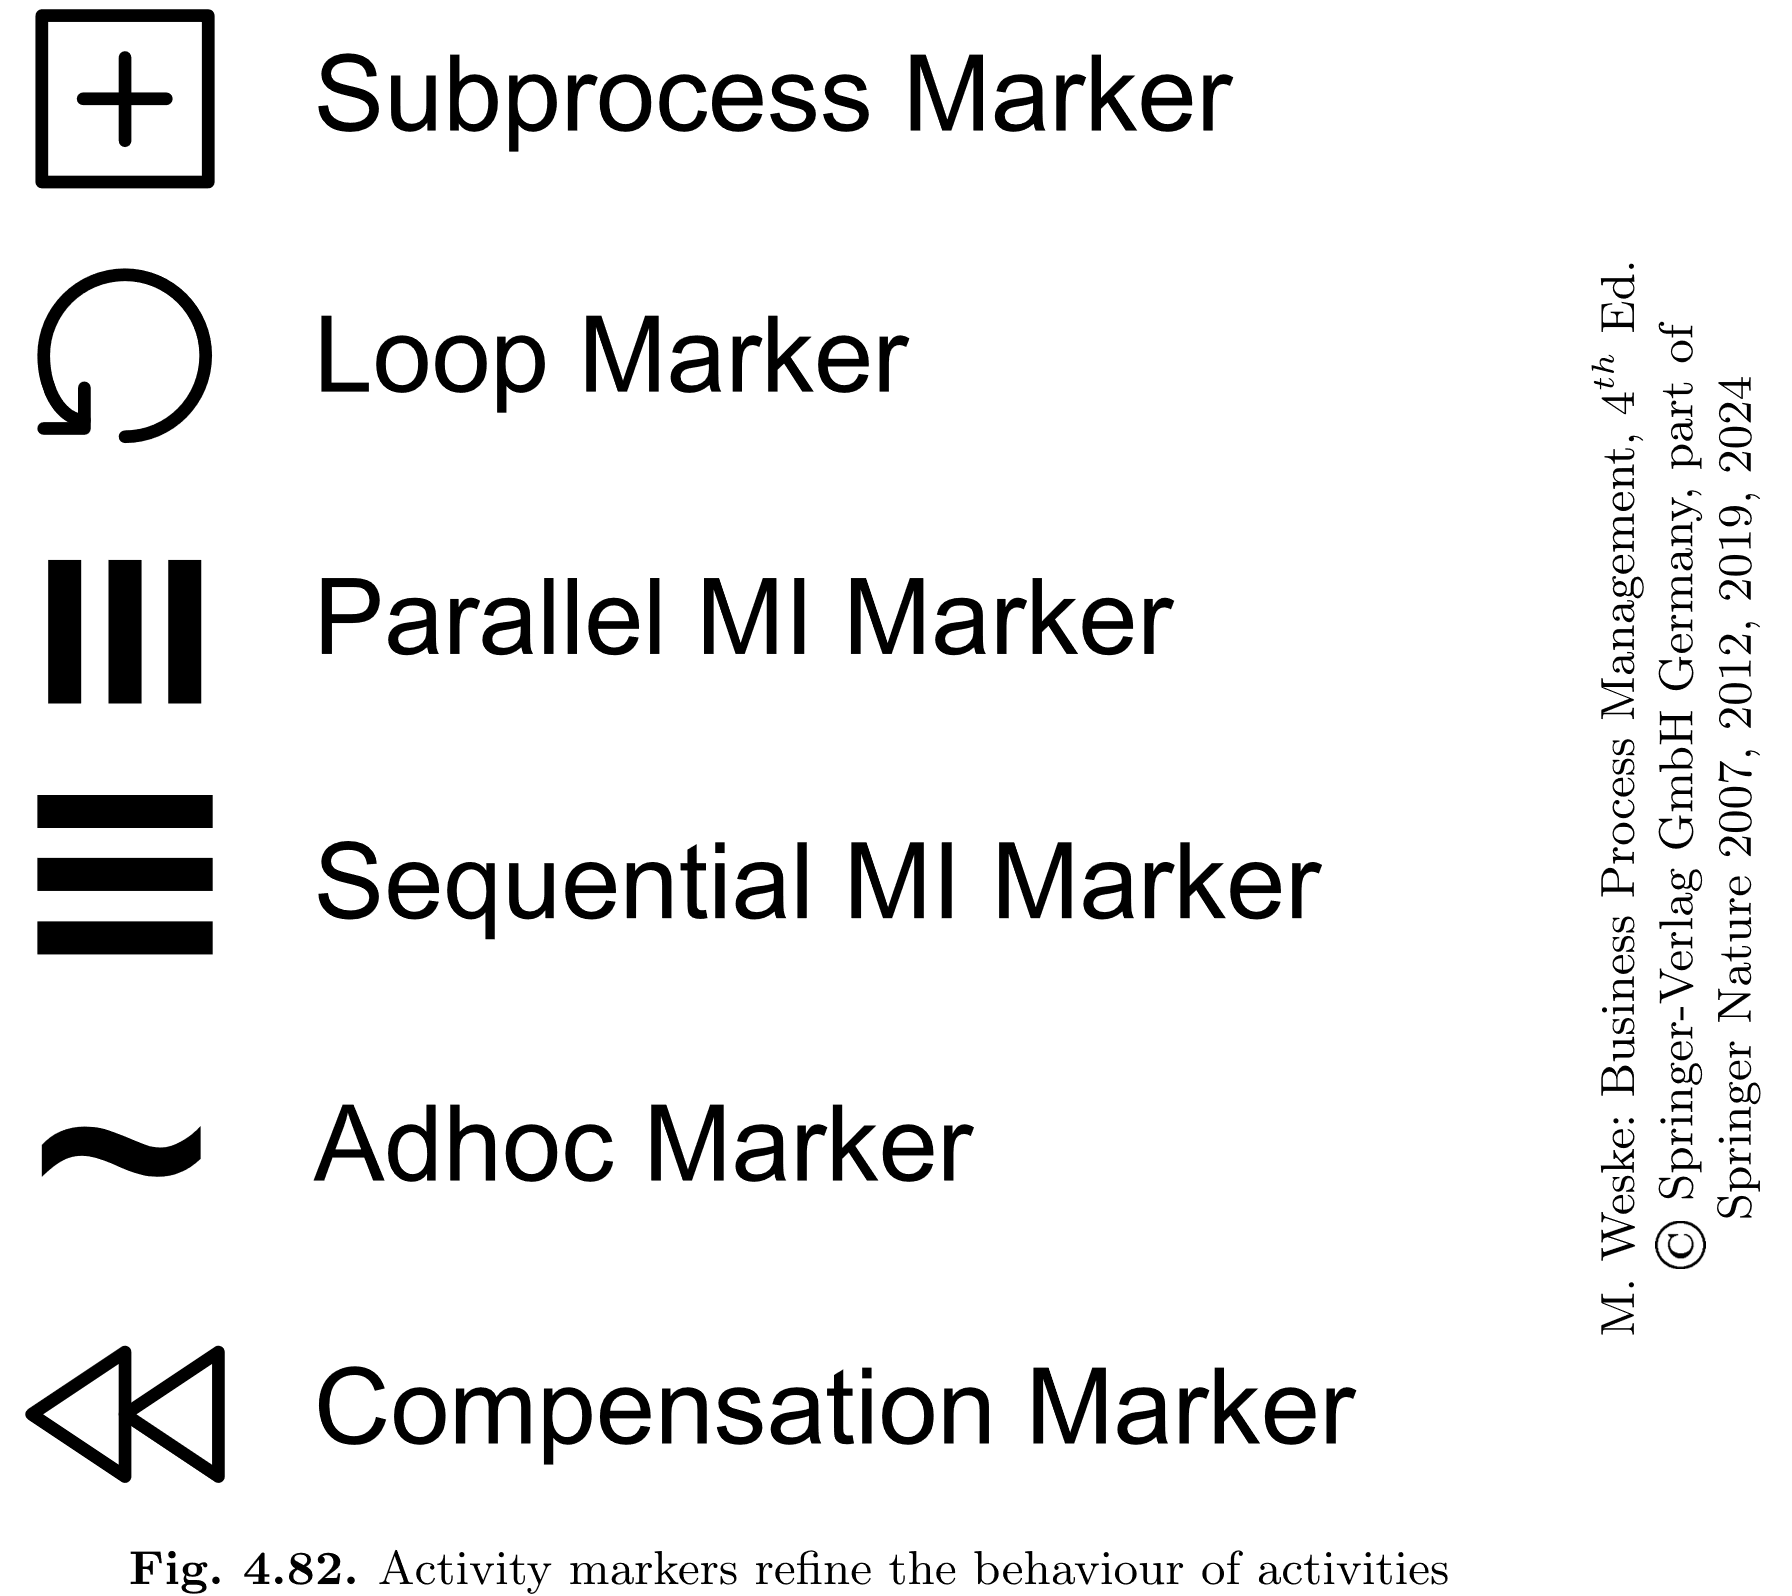 Subprocess Marker
Loop Marker
Parallel MI Marker
Sequential MI Marker
Adhoc Marker
Compensation Marker
M. Weske: Business Process Management, 4th Ed.
© Springer-Verlag GmbH Germany, part of
Springer Nature 2007, 2012, 2019, 2024
Fig. 4.82. Activity markers refine the behaviour of activities